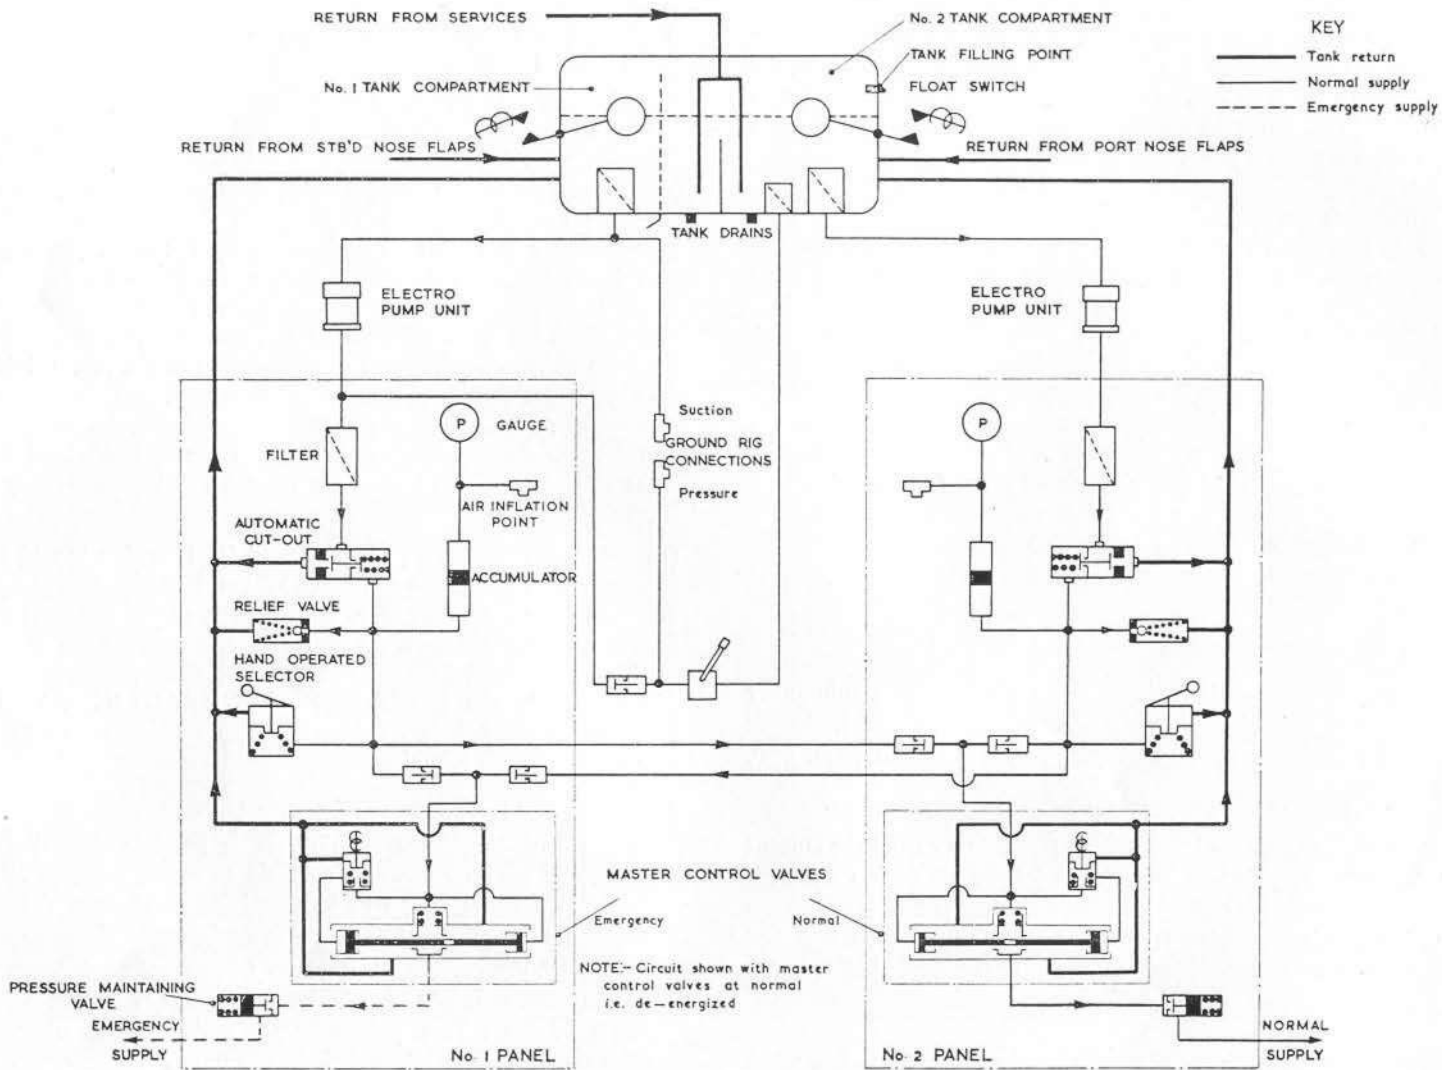 RETURN FROM SERVICES
No. 2 TANK COMPARTMENT
KEY
TANK FILLING POINT
Tank return
No. 1 TANK COMPARTMENT
FLOAT SWITCH
Normal supply
Emergency supply
RETURN FROM STB'D NOSE FLAPS
RETURN FROM PORT NOSE FLAPS
TANK DRAINS
ELECTRO
PUMP UNIT
ELECTRO
PUMP UNIT
P
GAUGE
Suction
GROUND RIG
CONNECTIONS
Pressure
P
FILTER
AIR INFLATION
POINT
AUTOMATIC
CUT-OUT
ACCUMULATOR
RELIEF VALVE
HAND OPERATED
SELECTOR
MASTER CONTROL VALVES
Emergency
Normal
NOTE:- Circuit shown with master
control valves at normal
i.e. de-energized
PRESSURE MAINTAINING
VALVE
EMERGENCY
SUPPLY
No. 1 PANEL
No. 2 PANEL
NORMAL
SUPPLY